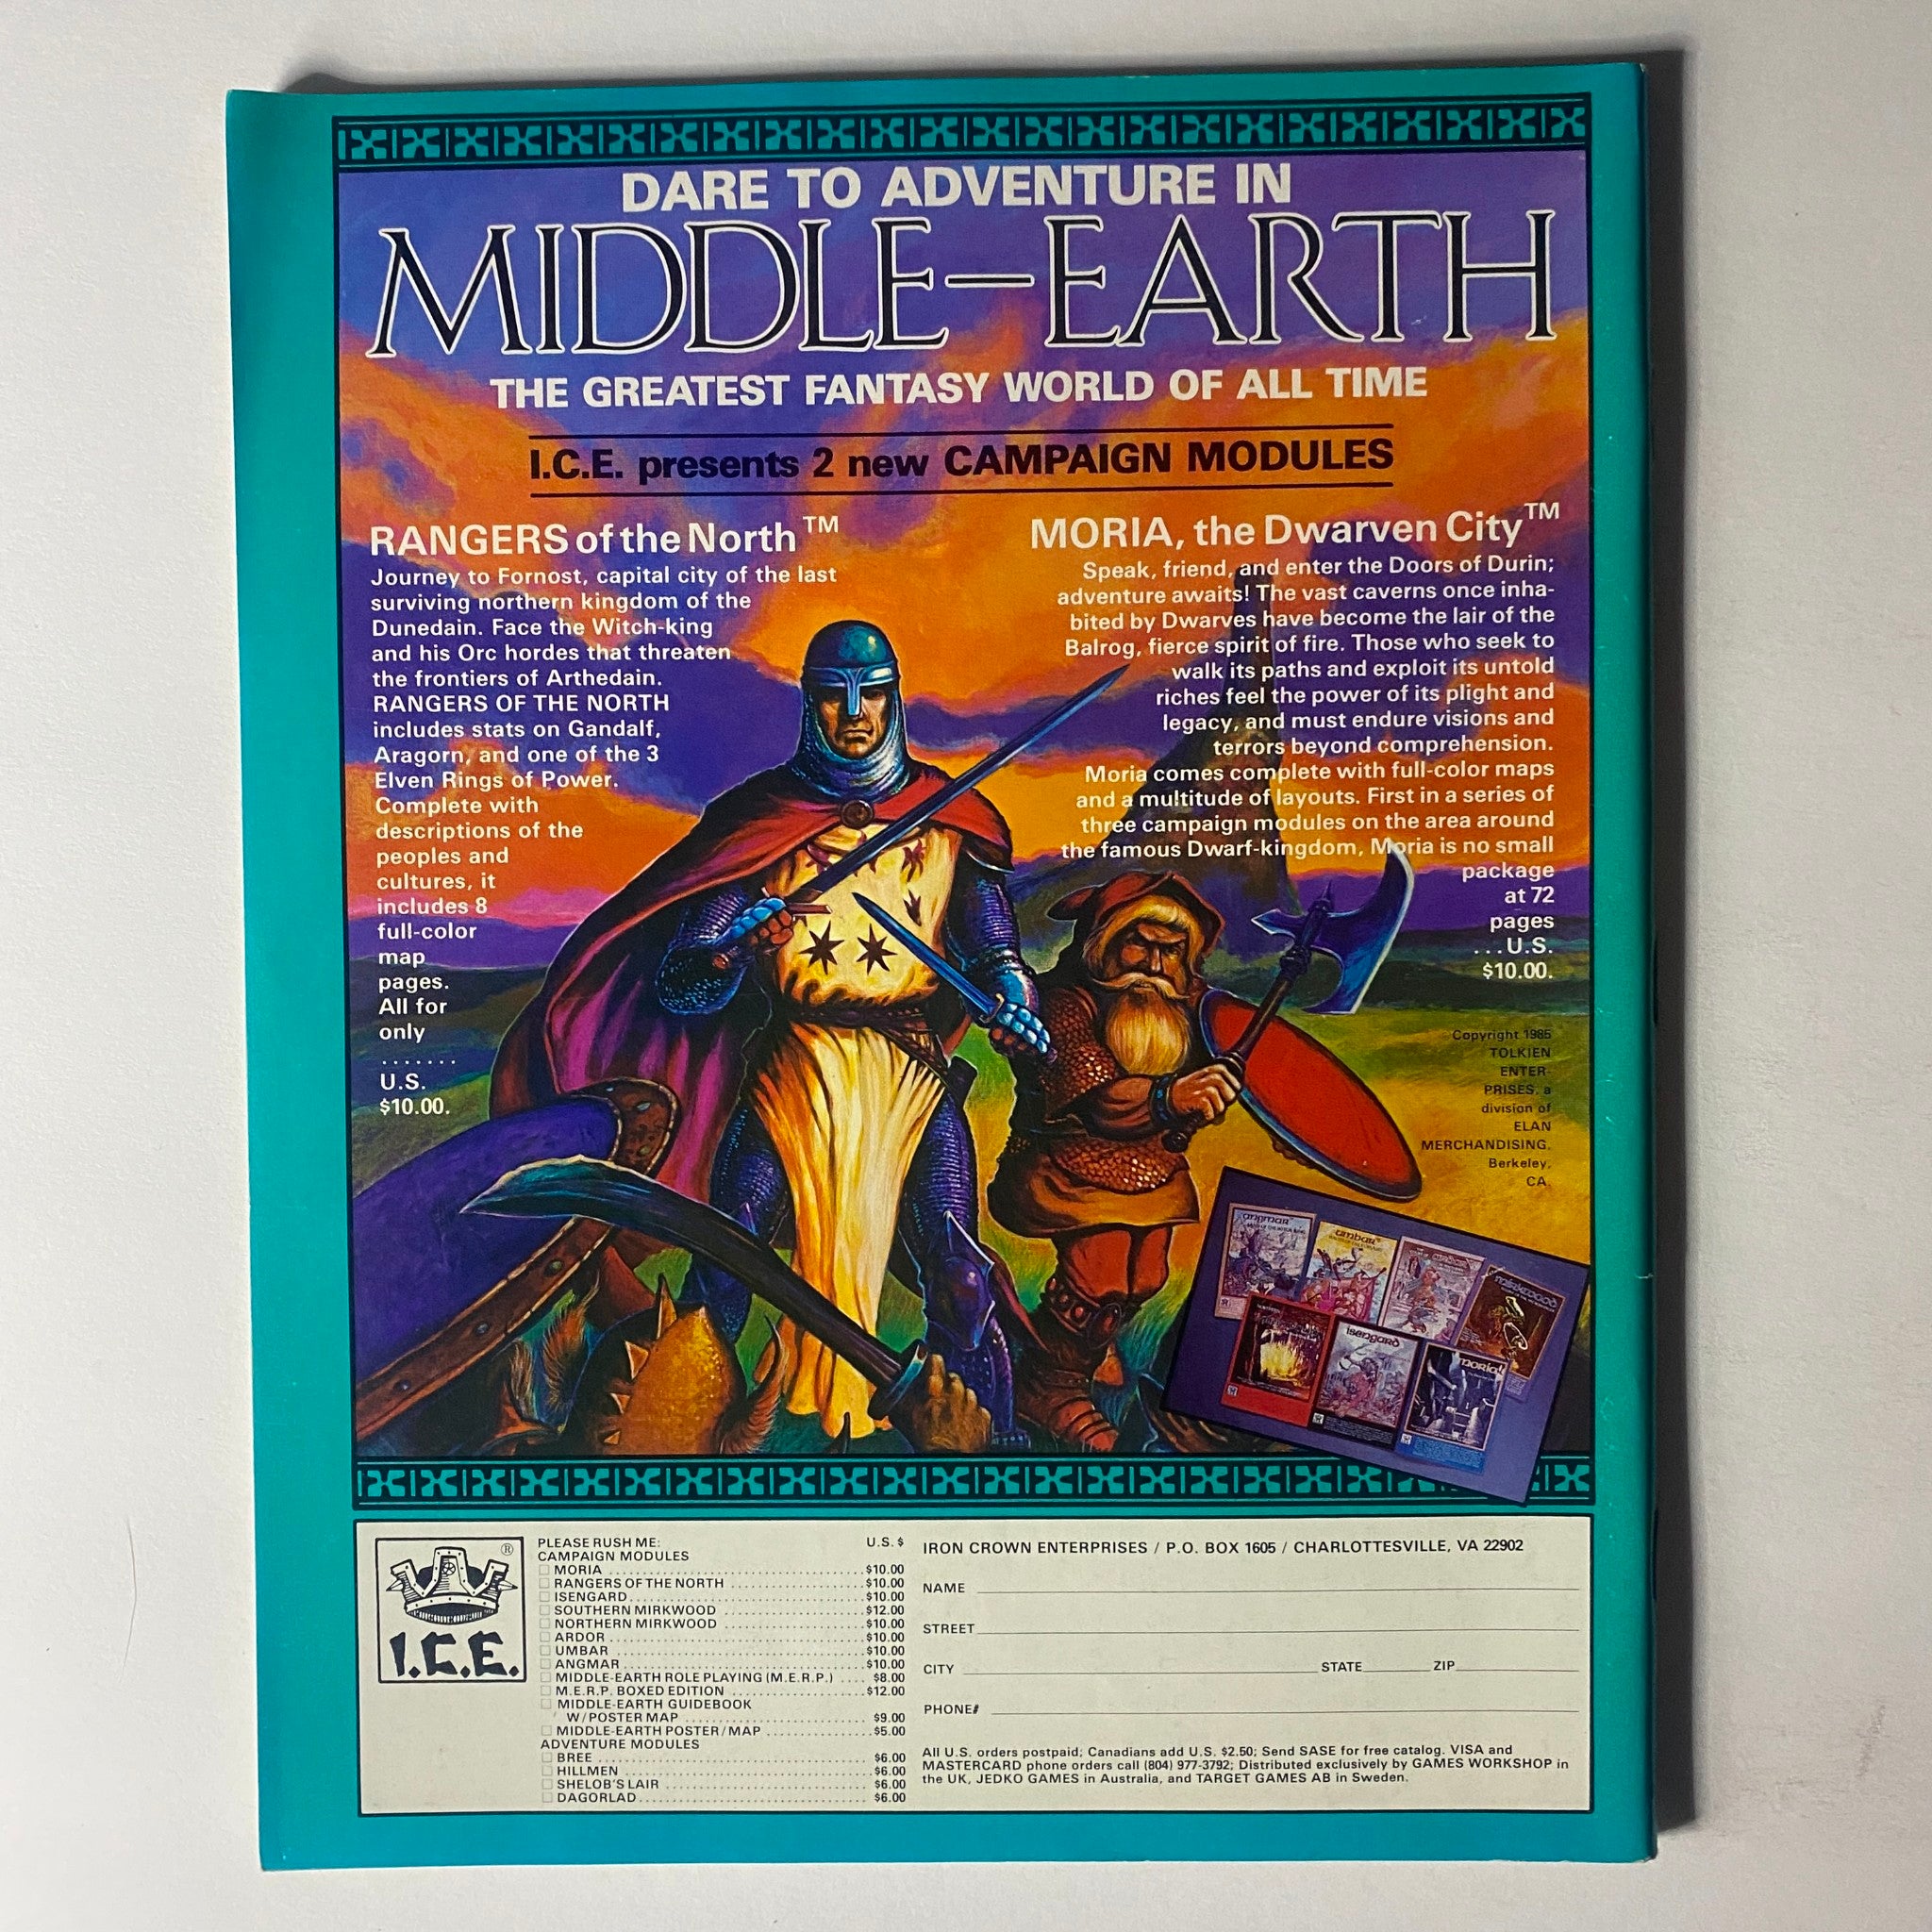 DARE TO ADVENTURE IN
MIDDLE-EARTH
THE GREATEST FANTASY WORLD OF ALL TIME
I.C.E. presents 2 new CAMPAIGN MODULES
RANGERS of the North™
Journey to Fornost, capital city of the last
surviving northern kingdom of the
Dunedain. Face the Witch-king
and his Orc hordes that threaten
the frontiers of Arthedain.
RANGERS OF THE NORTH
includes stats on Gandalf,
Aragorn, and one of the 3
Elven Rings of Power.
Complete with
descriptions of the
peoples and
cultures, it
includes 8
full-color
map
pages.
All for
only
.......
U.S.
$10.00.
MORIA, the Dwarven City™
Speak, friend, and enter the Doors of Durin;
adventure awaits! The vast caverns once inha-
bited by Dwarves have become the lair of the
Balrog, fierce spirit of fire. Those who seek to
walk its paths and exploit its untold
riches feel the power of its plight and
legacy, and must endure visions and
terrors beyond comprehension.
Moria comes complete with full-color maps
and a multitude of layouts. First in a series of
three campaign modules on the area around
the famous Dwarf-kingdom, Moria is no small
package
at 72
pages
...U.S.
$10.00.
Copyright 1985
TOLKIEN
ENTER-
PRISES, a
division of
ELAN
MERCHANDISING,
Berkeley,
CA.
angmar
umbar
mirkwood
isengard
moria
®
I.C.E.
PLEASE RUSH ME: U.S. $
CAMPAIGN MODULES
MORIA $10.00
RANGERS OF THE NORTH $10.00
ISENGARD $10.00
SOUTHERN MIRKWOOD $12.00
NORTHERN MIRKWOOD $10.00
ARDOR $10.00
UMBAR $10.00
ANGMAR $10.00
MIDDLE-EARTH ROLE PLAYING (M.E.R.P.) $8.00
M.E.R.P. BOXED EDITION $12.00
MIDDLE-EARTH GUIDEBOOK
W/POSTER MAP $9.00
MIDDLE-EARTH POSTER/MAP $5.00
ADVENTURE MODULES
BREE $6.00
HILLMEN $6.00
SHELOB'S LAIR $6.00
DAGORLAD $6.00
IRON CROWN ENTERPRISES / P.O. BOX 1605 / CHARLOTTESVILLE, VA 22902
NAME
STREET
CITY STATE ZIP
PHONE#
All U.S. orders postpaid; Canadians add U.S. $2.50; Send SASE for free catalog. VISA and
MASTERCARD phone orders call (804) 977-3792; Distributed exclusively by GAMES WORKSHOP in
the UK, JEDKO GAMES in Australia, and TARGET GAMES AB in Sweden.